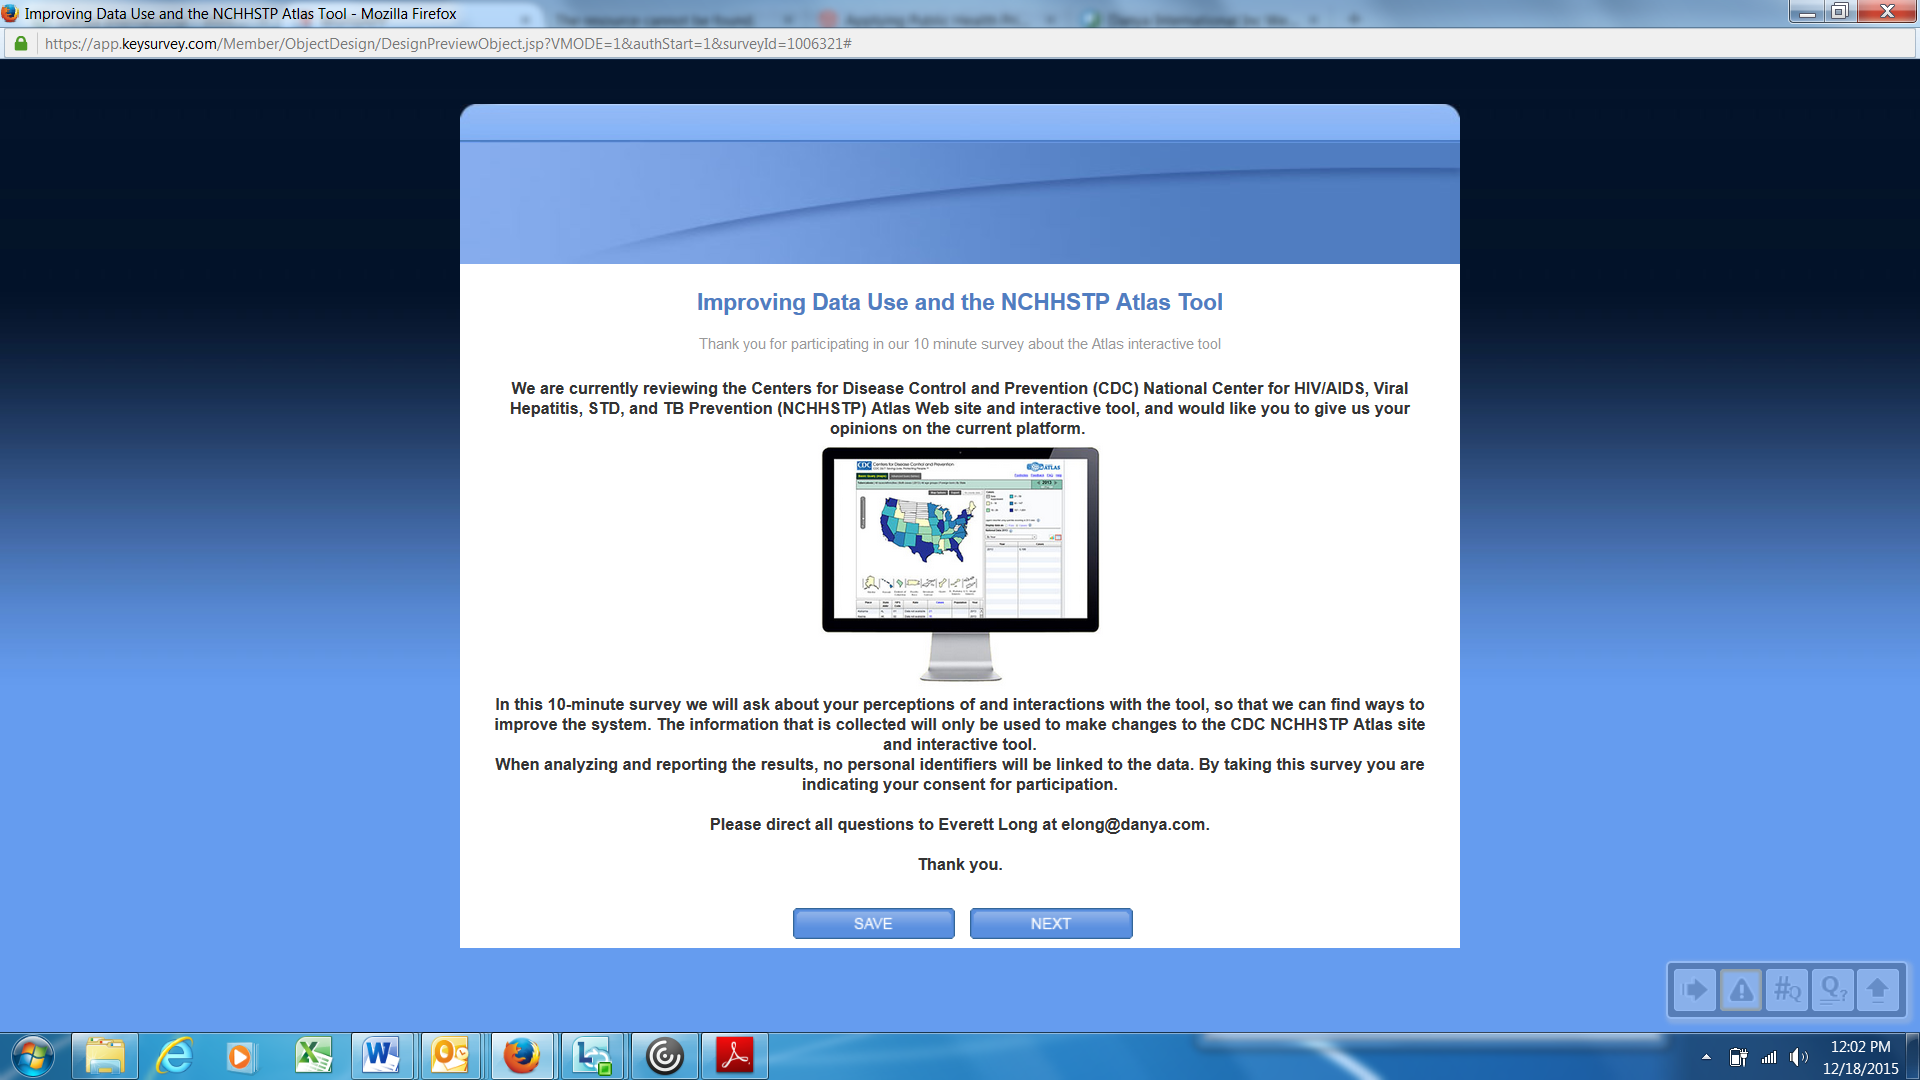 Improving Data Use and the NCHHSTP Atlas Tool - Mozilla Firefox
https://app.keysurvey.com/Member/ObjectDesign/DesignPreviewObject.jsp?VMODE=1&authStart=1&surveyId=1006321#
Improving Data Use and the NCHHSTP Atlas Tool
Thank you for participating in our 10 minute survey about the Atlas interactive tool
We are currently reviewing the Centers for Disease Control and Prevention (CDC) National Center for HIV/AIDS, Viral
Hepatitis, STD, and TB Prevention (NCHHSTP) Atlas Web site and interactive tool, and would like you to give us your
opinions on the current platform.
CDC Centers for Disease Control and Prevention
ATLAS
2013
In this 10-minute survey we will ask about your perceptions of and interactions with the tool, so that we can find ways to
improve the system. The information that is collected will only be used to make changes to the CDC NCHHSTP Atlas site
and interactive tool.
When analyzing and reporting the results, no personal identifiers will be linked to the data. By taking this survey you are
indicating your consent for participation.
Please direct all questions to Everett Long at elong@danya.com.
Thank you.
SAVE NEXT
#Q Q?
12:02 PM
12/18/2015